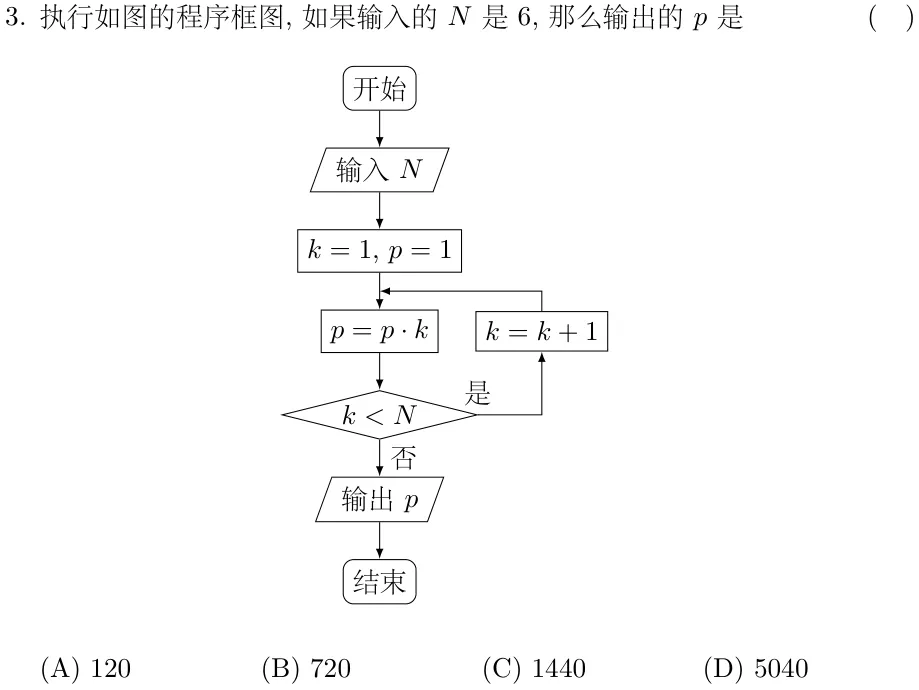 3. 执行如图的程序框图, 如果输入的 N 是 6, 那么输出的 p 是 ( )
开始
输入 N
k = 1, p = 1
p = p · k
k = k + 1
是
k < N
否
输出 p
结束
(A) 120 (B) 720 (C) 1440 (D) 5040